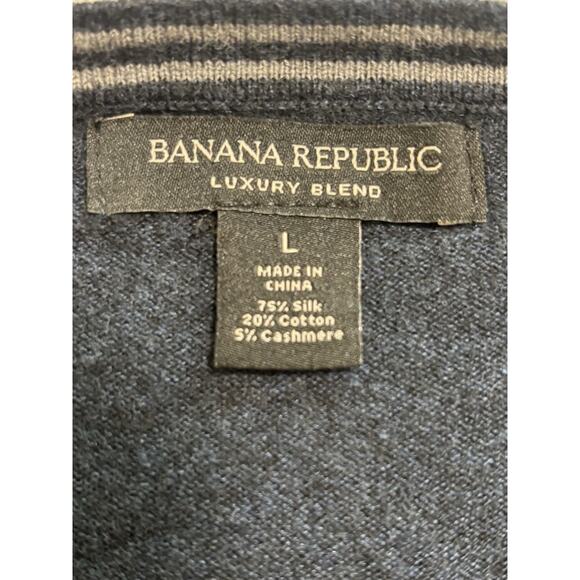 BANANA REPUBLIC
LUXURY BLEND
L
MADE IN
CHINA
75% Silk
20% Cotton
5% Cashmere